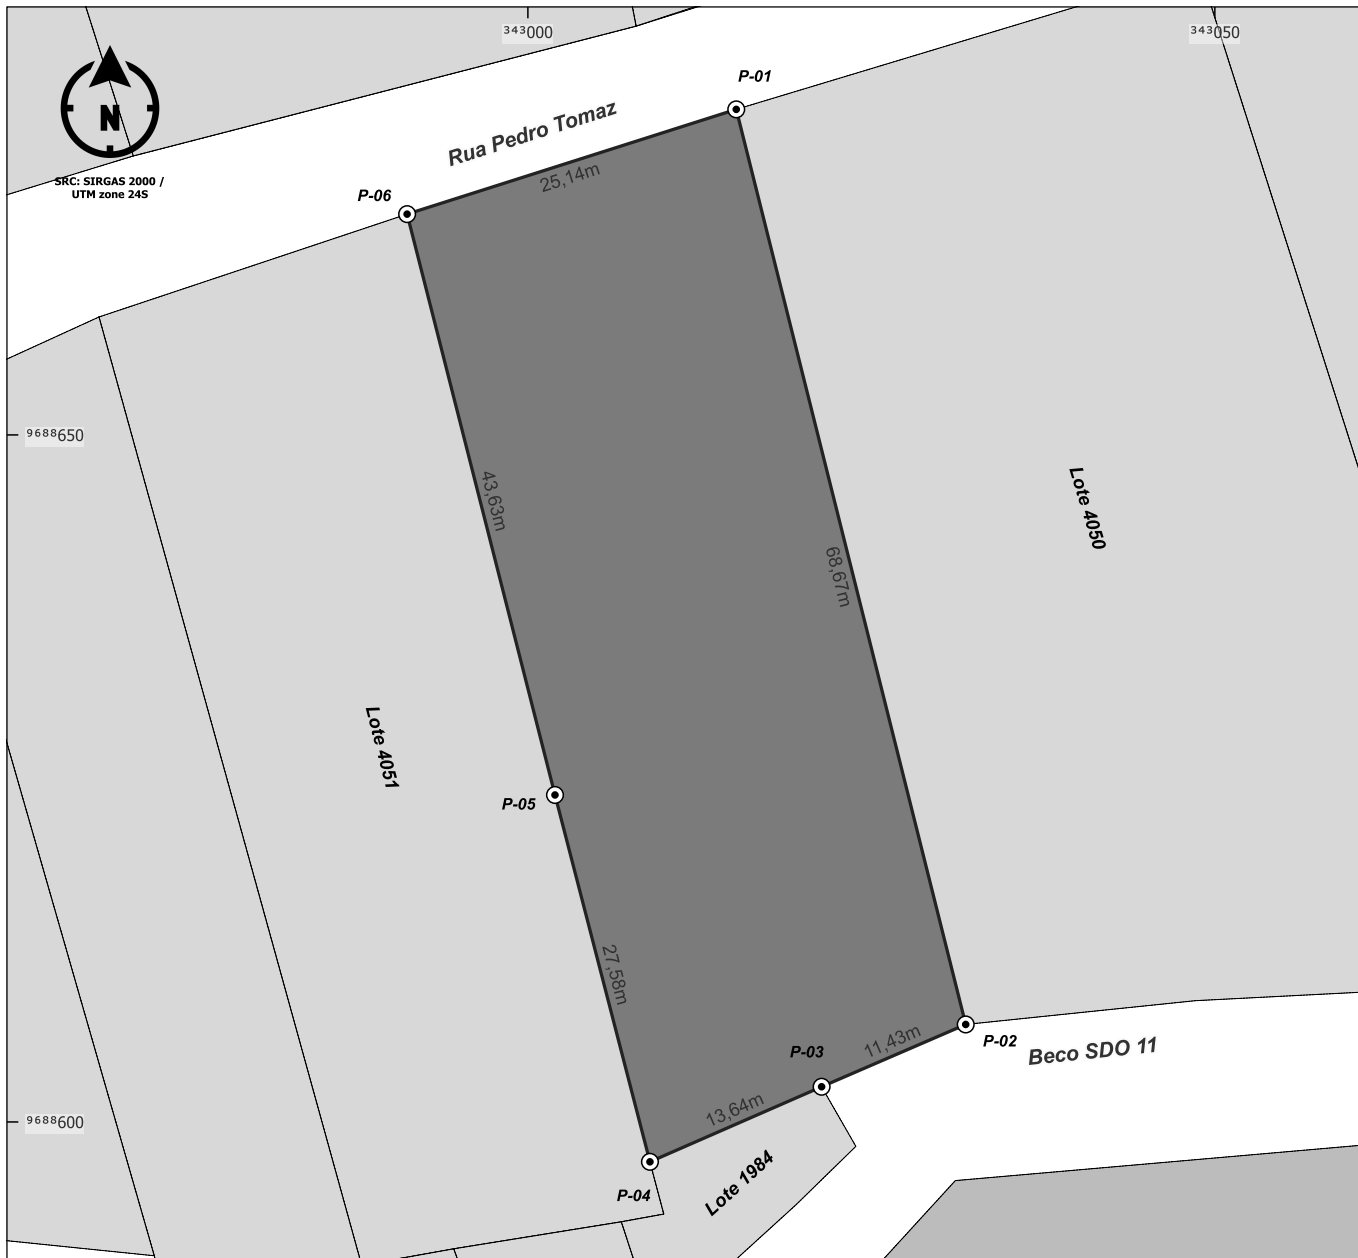 ³⁴³000
³⁴³050
P-01
N
Rua Pedro Tomaz
25,14m
SRC: SIRGAS 2000 /
UTM zone 24S
P-06
⁹⁶⁸⁸650
43,63m
Lote 4050
68,67m
Lote 4051
P-05
27,58m
11,43m
P-02
Beco SDO 11
P-03
13,64m
⁹⁶⁸⁸600
Lote 1984
P-04